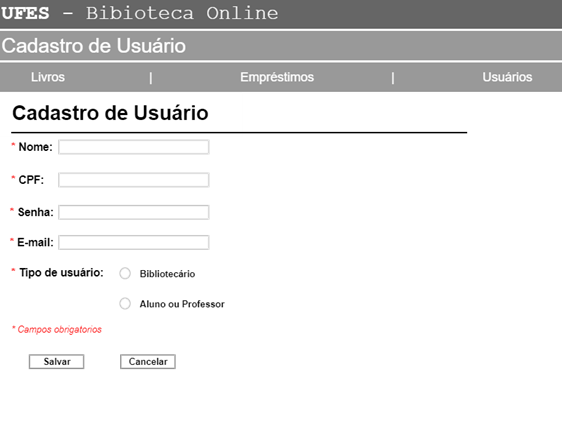 UFES - Bibioteca Online
Cadastro de Usuário
Livros | Empréstimos | Usuários
Cadastro de Usuário
* Nome:
* CPF:
* Senha:
* E-mail:
* Tipo de usuário: Bibliotecário
Aluno ou Professor
* Campos obrigatorios
Salvar Cancelar